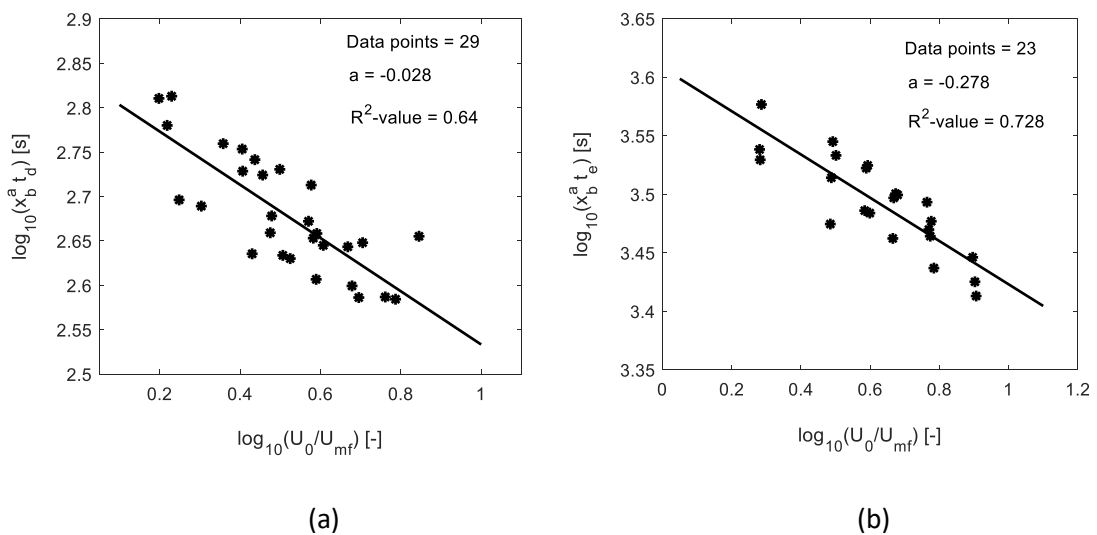 Data points = 29
a = -0.028
R²-value = 0.64
log₁₀(xᵇᵃ t_d) [s]
2.9
2.85
2.8
2.75
2.7
2.65
2.6
2.55
2.5
0.2 0.4 0.6 0.8 1
log₁₀(U₀/U_mf) [-]
(a)
Data points = 23
a = -0.278
R²-value = 0.728
log₁₀(x_b^a t_e) [s]
3.65
3.6
3.55
3.5
3.45
3.4
3.35
0 0.2 0.4 0.6 0.8 1 1.2
log₁₀(U₀/U_mf) [-]
(b)